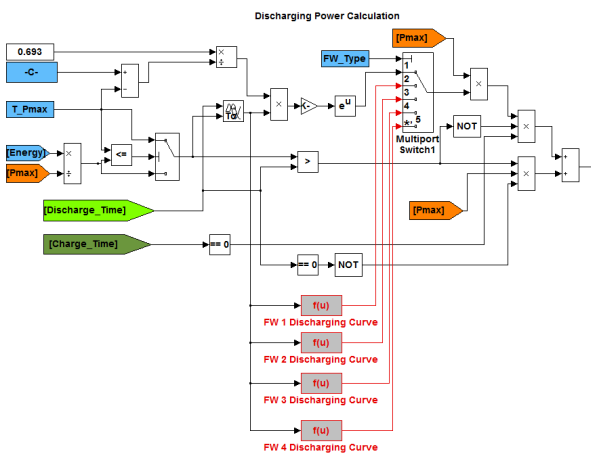 Discharging Power Calculation
[Pmax]
0.693
×
÷
FW_Type
-C-
+
-
1
2
3
4
*, 5
×
T_Pmax
×
<-
e^u
Multiport
Switch1
NOT
×
+
+
[Energy]
[Pmax]
×
÷
<=
>
×
[Discharge_Time]
[Pmax]
[Charge_Time]
== 0
== 0
NOT
f(u)
FW 1 Discharging Curve
f(u)
FW 2 Discharging Curve
f(u)
FW 3 Discharging Curve
f(u)
FW 4 Discharging Curve